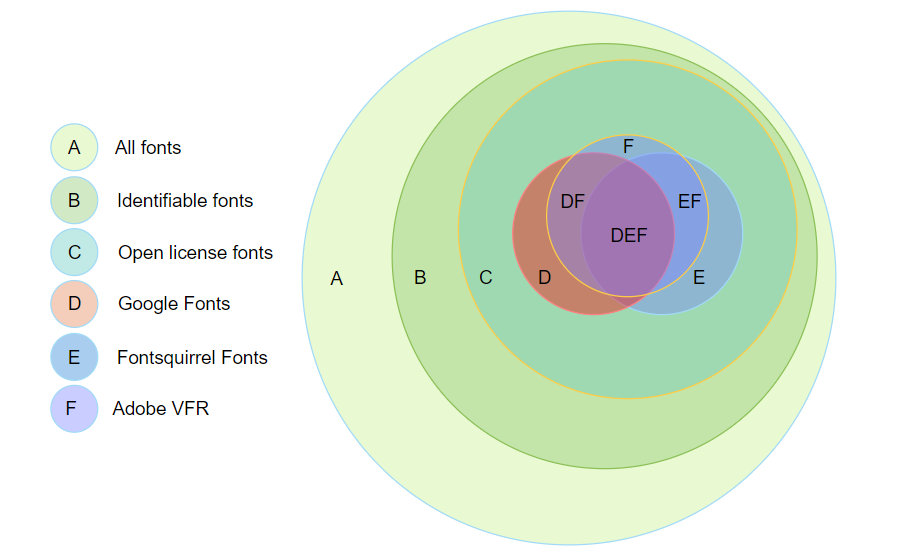 A All fonts
B Identifiable fonts
C Open license fonts
D Google Fonts
E Fontsquirrel Fonts
F Adobe VFR
F
DF EF
DEF
A B C D E